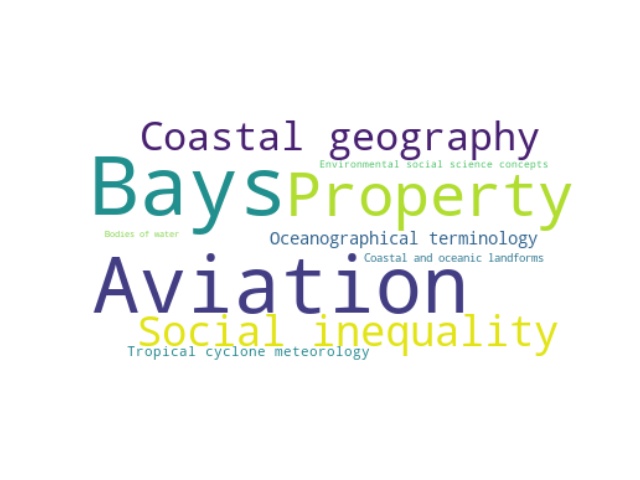 Coastal geography
Environmental social science concepts
Bays
Property
Bodies of water
Oceanographical terminology
Coastal and oceanic landforms
Aviation
Social inequality
Tropical cyclone meteorology